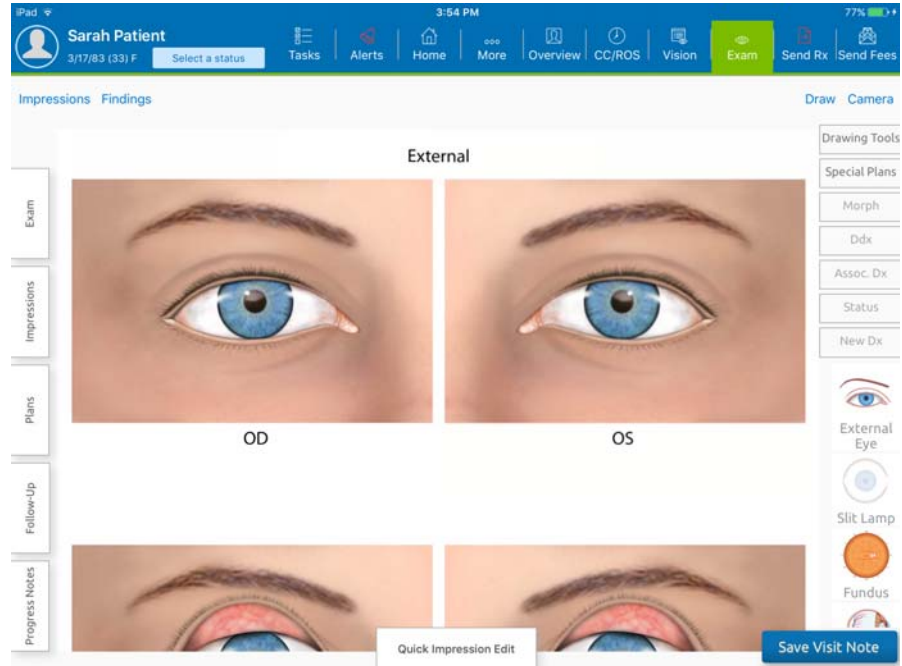 iPad
3:54 PM
77%
Sarah Patient
3/17/83 (33) F
Select a status
Tasks
Alerts
Home
More
Overview
CC/ROS
Vision
Exam
Send Rx
Send Fees
Impressions
Findings
Draw
Camera
Drawing Tools
Special Plans
Morph
Ddx
Assoc. Dx
Status
New Dx
External
Exam
Impressions
Plans
Follow-Up
Progress Notes
OD
OS
External
Eye
Slit Lamp
Fundus
Quick Impression Edit
Save Visit Note